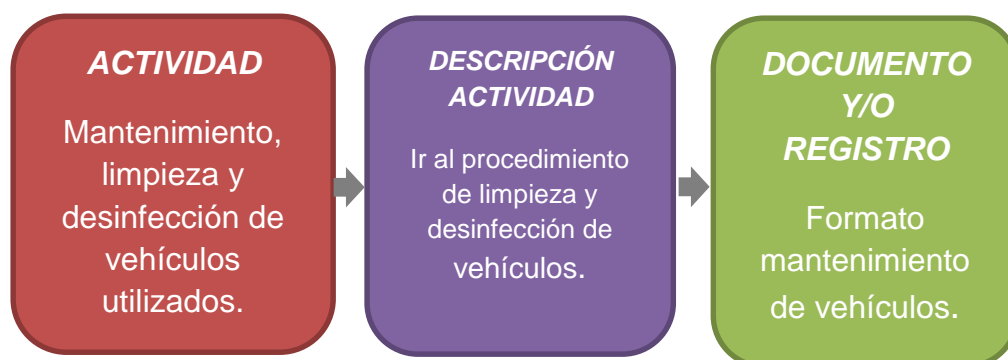 ACTIVIDAD
Mantenimiento,
limpieza y
desinfección de
vehículos
utilizados.
DESCRIPCIÓN
ACTIVIDAD
Ir al procedimiento
de limpieza y
desinfección de
vehículos.
DOCUMENTO
Y/O
REGISTRO
Formato
mantenimiento
de vehículos.